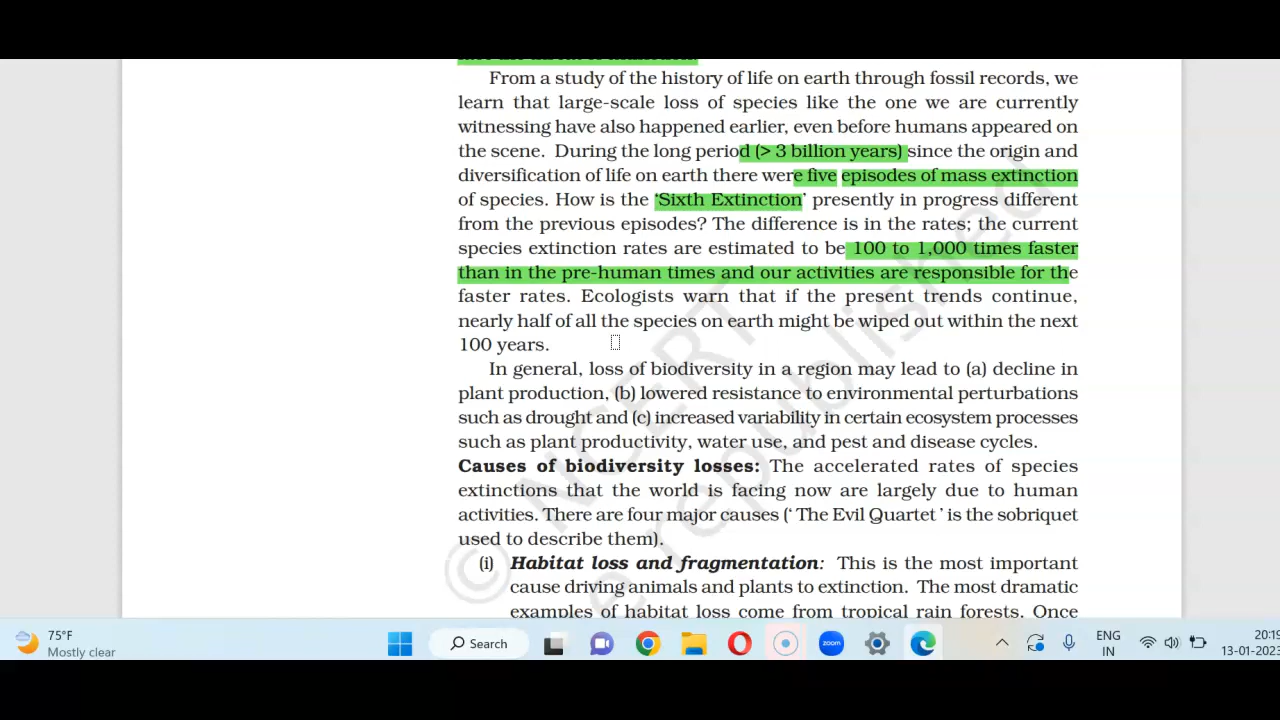 From a study of the history of life on earth through fossil records, we
learn that large-scale loss of species like the one we are currently
witnessing have also happened earlier, even before humans appeared on
the scene. During the long period (> 3 billion years) since the origin and
diversification of life on earth there were five episodes of mass extinction
of species. How is the 'Sixth Extinction' presently in progress different
from the previous episodes? The difference is in the rates; the current
species extinction rates are estimated to be 100 to 1,000 times faster
than in the pre-human times and our activities are responsible for the
faster rates. Ecologists warn that if the present trends continue,
nearly half of all the species on earth might be wiped out within the next
100 years.
In general, loss of biodiversity in a region may lead to (a) decline in
plant production, (b) lowered resistance to environmental perturbations
such as drought and (c) increased variability in certain ecosystem processes
such as plant productivity, water use, and pest and disease cycles.
Causes of biodiversity losses: The accelerated rates of species
extinctions that the world is facing now are largely due to human
activities. There are four major causes (‘ The Evil Quartet ’ is the sobriquet
used to describe them).
(i) Habitat loss and fragmentation: This is the most important
cause driving animals and plants to extinction. The most dramatic
examples of habitat loss come from tropical rain forests. Once
© NCERT
republished
75°F
Mostly clear
Search
zoom
ENG
IN
20:19
13-01-2023